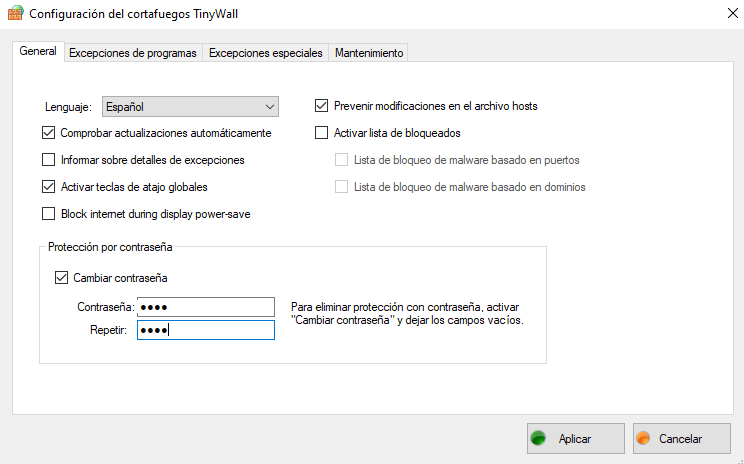 Configuración del cortafuegos TinyWall
General
Excepciones de programas
Excepciones especiales
Mantenimiento
Lenguaje: Español
Prevenir modificaciones en el archivo hosts
Comprobar actualizaciones automáticamente
Activar lista de bloqueados
Informar sobre detalles de excepciones
Lista de bloqueo de malware basado en puertos
Activar teclas de atajo globales
Lista de bloqueo de malware basado en dominios
Block internet during display power-save
Protección por contraseña
Cambiar contraseña
Contraseña: ●●●●
Para eliminar protección con contraseña, activar
"Cambiar contraseña" y dejar los campos vacíos.
Repetir: ●●●●
Aplicar
Cancelar